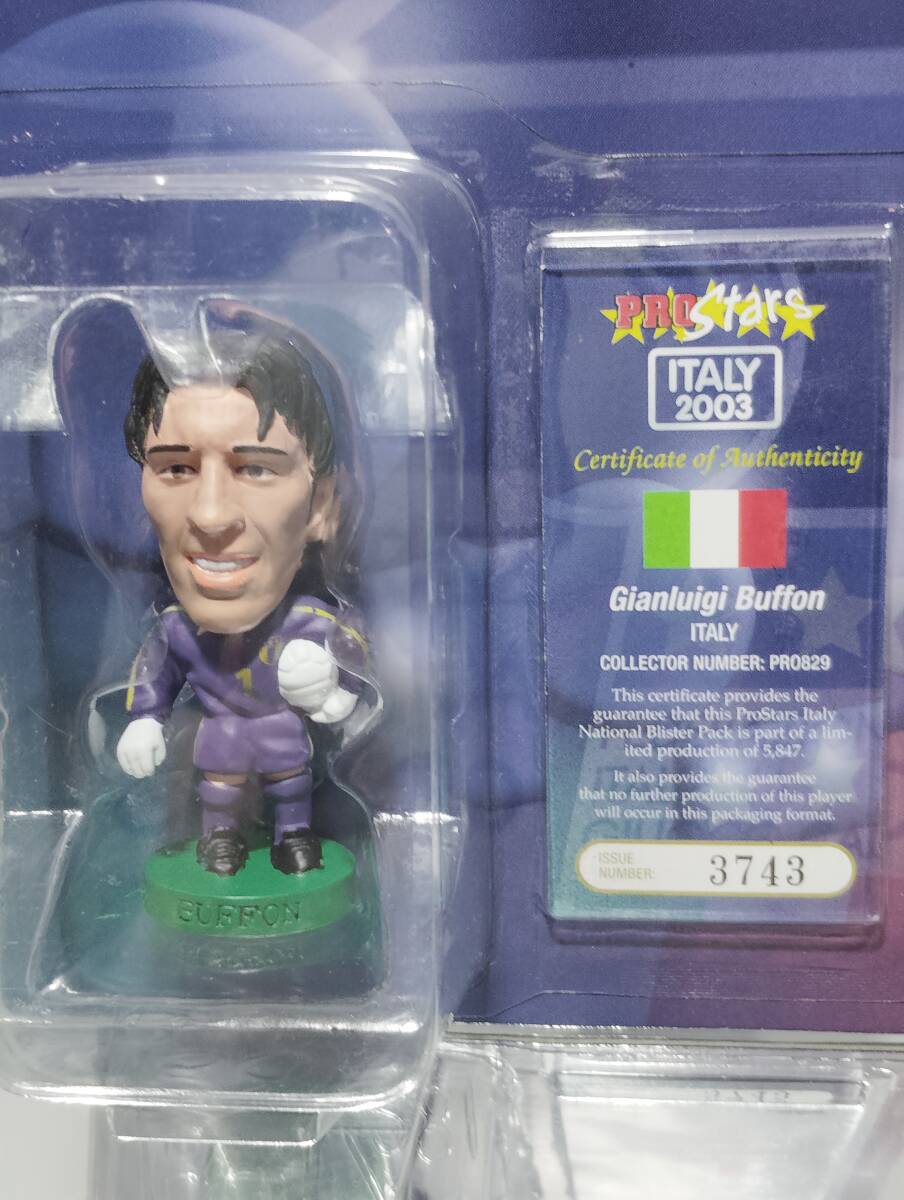 1
BUFFON
PROStars
ITALY
2003
Certificate of Authenticity
Gianluigi Buffon
ITALY
COLLECTOR NUMBER: PRO829
This certificate provides the
guarantee that this ProStars Italy
National Blister Pack is part of a lim-
ited production of 5,847.
It also provides the guarantee
that no further production of this player
will occur in this packaging format.
ISSUE
NUMBER:
3743